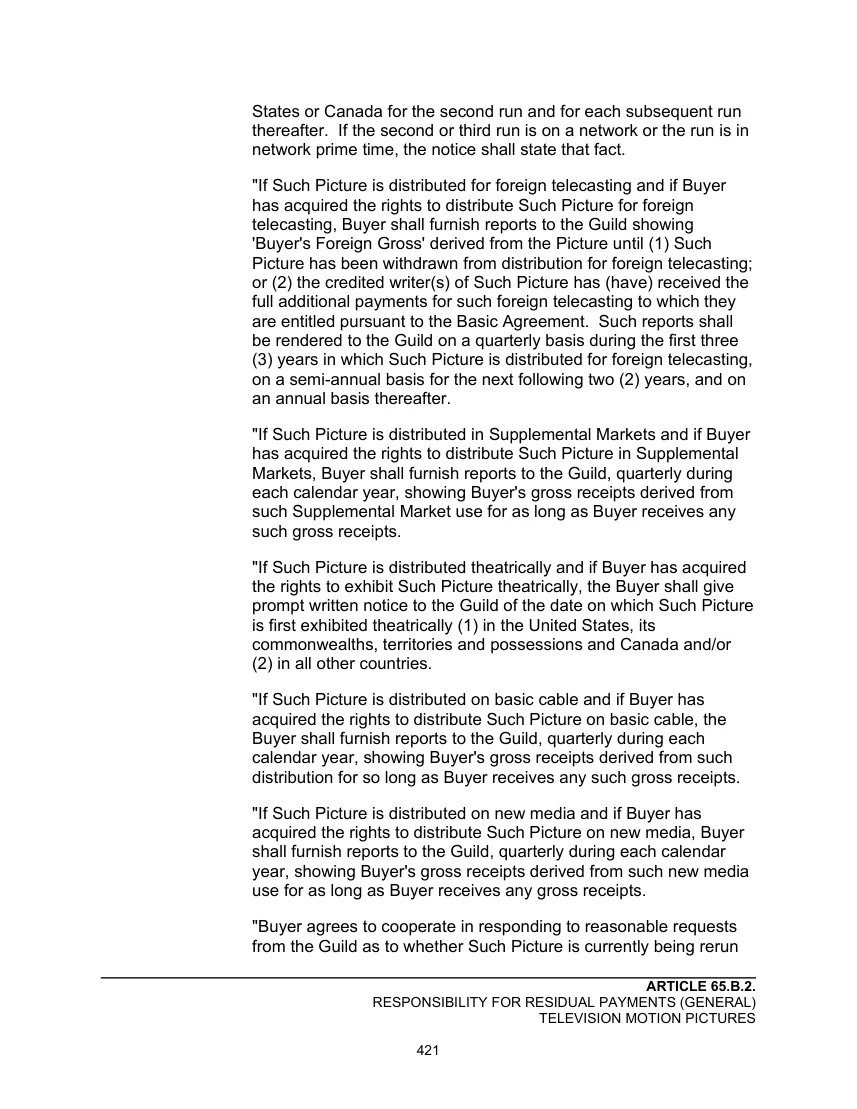 States or Canada for the second run and for each subsequent run
thereafter.  If the second or third run is on a network or the run is in
network prime time, the notice shall state that fact.
"If Such Picture is distributed for foreign telecasting and if Buyer
has acquired the rights to distribute Such Picture for foreign
telecasting, Buyer shall furnish reports to the Guild showing
'Buyer's Foreign Gross' derived from the Picture until (1) Such
Picture has been withdrawn from distribution for foreign telecasting;
or (2) the credited writer(s) of Such Picture has (have) received the
full additional payments for such foreign telecasting to which they
are entitled pursuant to the Basic Agreement.  Such reports shall
be rendered to the Guild on a quarterly basis during the first three
(3) years in which Such Picture is distributed for foreign telecasting,
on a semi-annual basis for the next following two (2) years, and on
an annual basis thereafter.
"If Such Picture is distributed in Supplemental Markets and if Buyer
has acquired the rights to distribute Such Picture in Supplemental
Markets, Buyer shall furnish reports to the Guild, quarterly during
each calendar year, showing Buyer's gross receipts derived from
such Supplemental Market use for as long as Buyer receives any
such gross receipts.
"If Such Picture is distributed theatrically and if Buyer has acquired
the rights to exhibit Such Picture theatrically, the Buyer shall give
prompt written notice to the Guild of the date on which Such Picture
is first exhibited theatrically (1) in the United States, its
commonwealths, territories and possessions and Canada and/or
(2) in all other countries.
"If Such Picture is distributed on basic cable and if Buyer has
acquired the rights to distribute Such Picture on basic cable, the
Buyer shall furnish reports to the Guild, quarterly during each
calendar year, showing Buyer's gross receipts derived from such
distribution for so long as Buyer receives any such gross receipts.
"If Such Picture is distributed on new media and if Buyer has
acquired the rights to distribute Such Picture on new media, Buyer
shall furnish reports to the Guild, quarterly during each calendar
year, showing Buyer's gross receipts derived from such new media
use for as long as Buyer receives any gross receipts.
"Buyer agrees to cooperate in responding to reasonable requests
from the Guild as to whether Such Picture is currently being rerun
ARTICLE 65.B.2.
RESPONSIBILITY FOR RESIDUAL PAYMENTS (GENERAL)
TELEVISION MOTION PICTURES
421